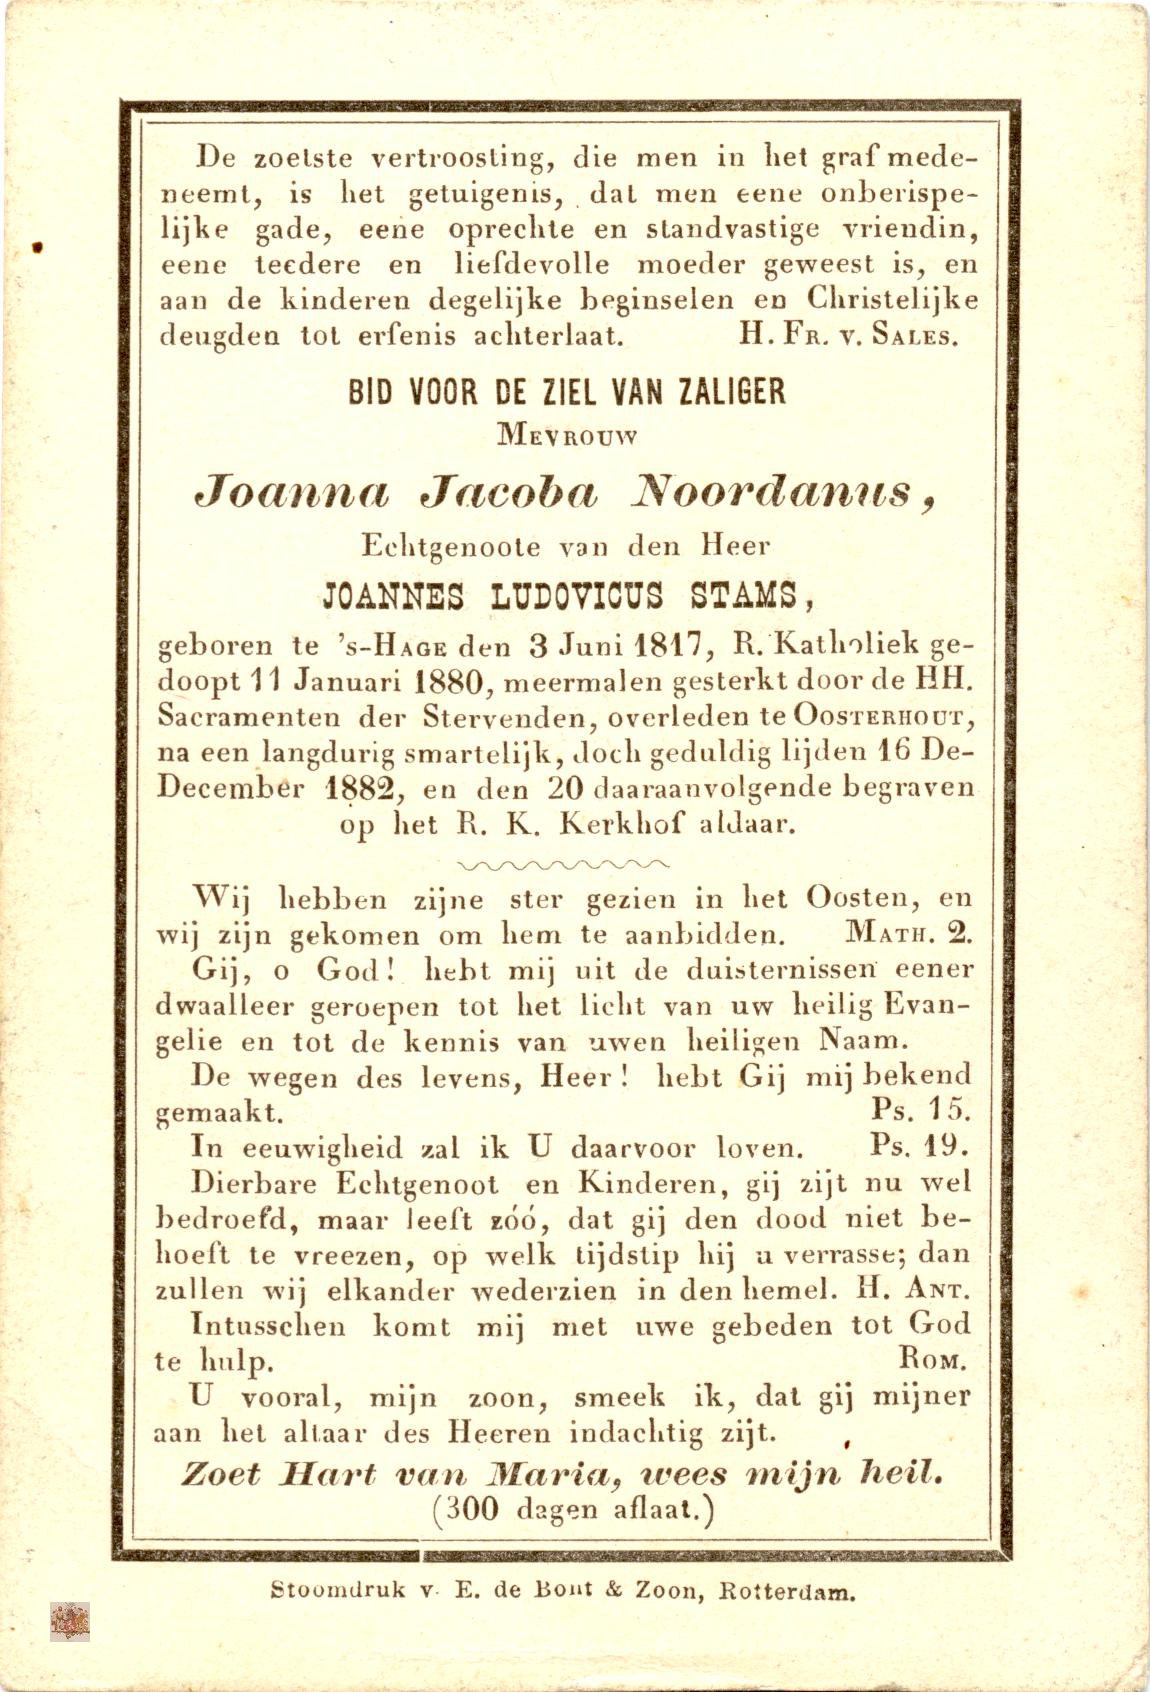 De zoetste vertroosting, die men in het graf mede-
neemt, is het getuigenis, dat men eene onberispe-
lijke gade, eene oprechte en standvastige vriendin,
eene teedere en liefdevolle moeder geweest is, en
aan de kinderen degelijke beginselen en Christelijke
deugden tot erfenis achterlaat. H. FR. V. SALES.
BID VOOR DE ZIEL VAN ZALIGER
MEVROUW
Joanna Jacoba Noordanus,
Echtgenoote van den Heer
JOANNES LUDOVICUS STAMS,
geboren te 's-HAGE den 3 Juni 1817, R. Katholiek ge-
doopt 11 Januari 1880, meermalen gesterkt door de HH.
Sacramenten der Stervenden, overleden te OOSTERHOUT,
na een langdurig smartelijk, doch geduldig lijden 16 De-
December 1882, en den 20 daaraanvolgende begraven
op het R. K. Kerkhof aldaar.
Wij hebben zijne ster gezien in het Oosten, en
wij zijn gekomen om hem te aanbidden. MATH. 2.
Gij, o God! hebt mij uit de duisternissen eener
dwaalleer geroepen tot het licht van uw heilig Evan-
gelie en tot de kennis van uwen heiligen Naam.
De wegen des levens, Heer! hebt Gij mij bekend
gemaakt. Ps. 15.
In eeuwigheid zal ik U daarvoor loven. Ps. 19.
Dierbare Echtgenoot en Kinderen, gij zijt nu wel
bedroefd, maar leeft zóó, dat gij den dood niet be-
hoeft te vreezen, op welk tijdstip hij u verrasse; dan
zullen wij elkander wederzien in den hemel. H. ANT.
Intusschen komt mij met uwe gebeden tot God
te hulp. ROM.
U vooral, mijn zoon, smeek ik, dat gij mijner
aan het altaar des Heeren indachtig zijt.
Zoet Hart van Maria, wees mijn heil.
(300 dagen aflaat.)
Stoomdruk v. E. de Bont & Zoon, Rotterdam.